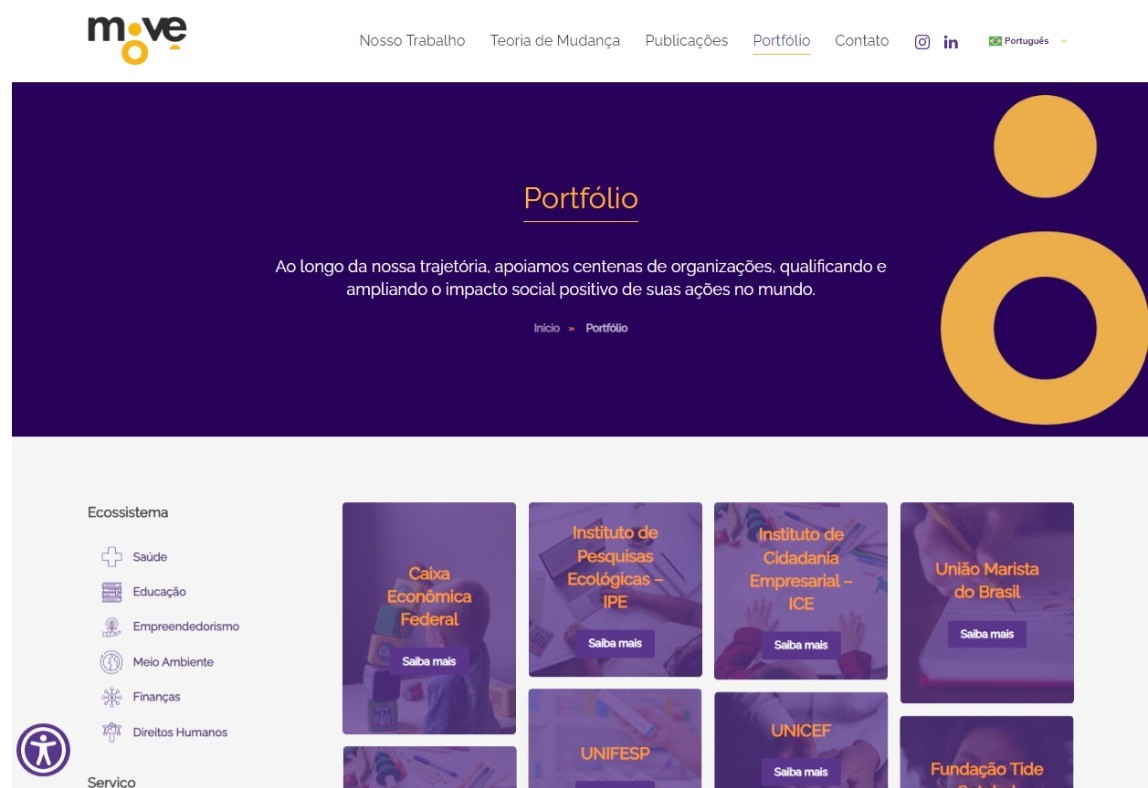 move
Nosso Trabalho
Teoria de Mudança
Publicações
Portfólio
Contato
Português
Portfólio
Ao longo da nossa trajetória, apoiamos centenas de organizações, qualificando e
ampliando o impacto social positivo de suas ações no mundo.
Início » Portfólio
Ecossistema
Saúde
Educação
Empreendedorismo
Meio Ambiente
Finanças
Direitos Humanos
Serviço
Caixa
Econômica
Federal
Saiba mais
Instituto de
Pesquisas
Ecológicas –
IPE
Saiba mais
Instituto de
Cidadania
Empresarial –
ICE
Saiba mais
União Marista
do Brasil
Saiba mais
UNIFESP
UNICEF
Saiba mais
Fundação Tide